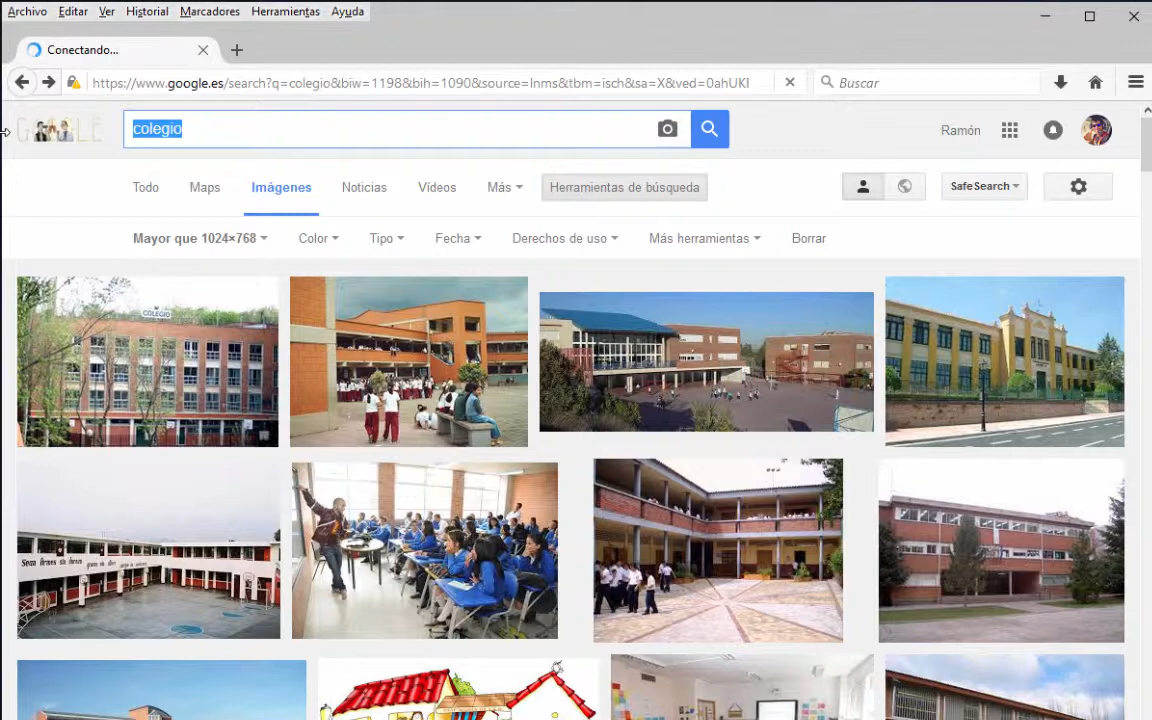 Archivo Editar Ver Historial Marcadores Herramientas Ayuda
Conectando...
https://www.google.es/search?q=colegio&biw=1198&bih=1090&source=lnms&tbm=isch&sa=X&ved=0ahUKI
Buscar
GOOGLE
colegio
Ramón
Todo Maps Imágenes Noticias Vídeos Más Herramientas de búsqueda
SafeSearch
Mayor que 1024×768 Color Tipo Fecha Derechos de uso Más herramientas Borrar
COLEGIO